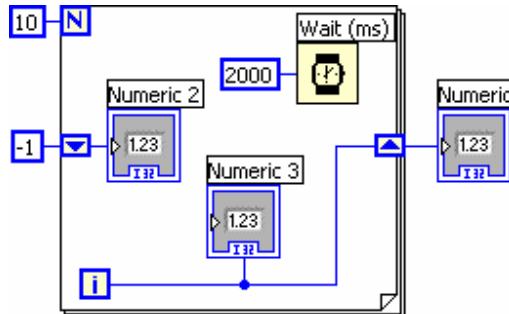 10
N
Wait (ms)
2000
Numeric 2
1.23
I32
-1
Numeric
1.23
I32
Numeric 3
1.23
I32
i